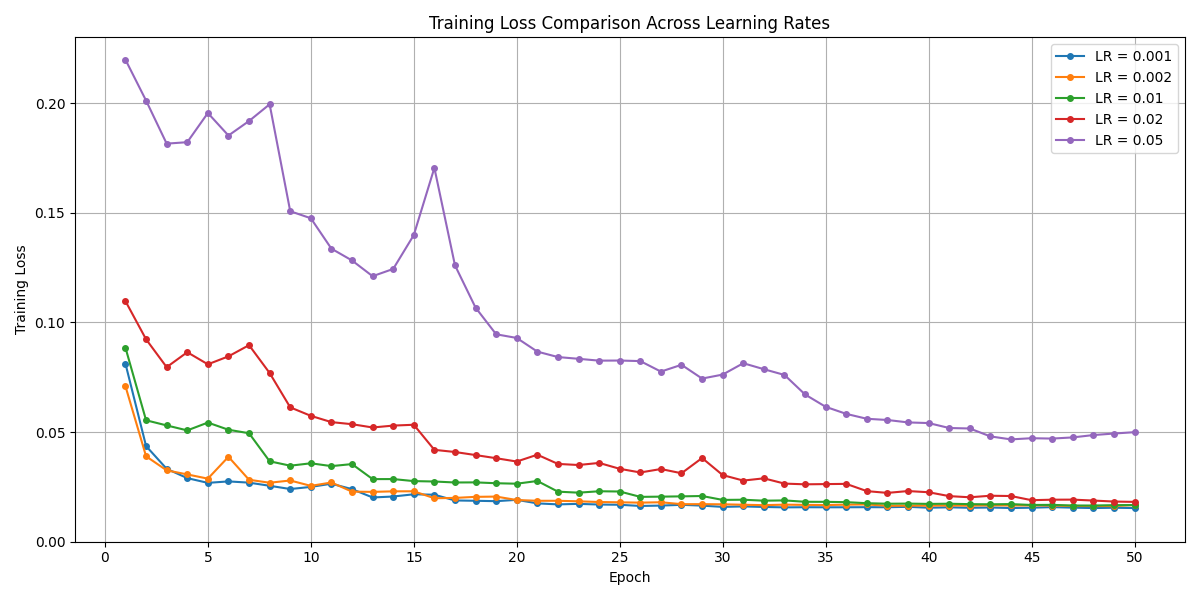 Training Loss Comparison Across Learning Rates
LR = 0.001
LR = 0.002
LR = 0.01
LR = 0.02
LR = 0.05
Training Loss
0.20
0.15
0.10
0.05
0.00
0 5 10 15 20 25 30 35 40 45 50
Epoch